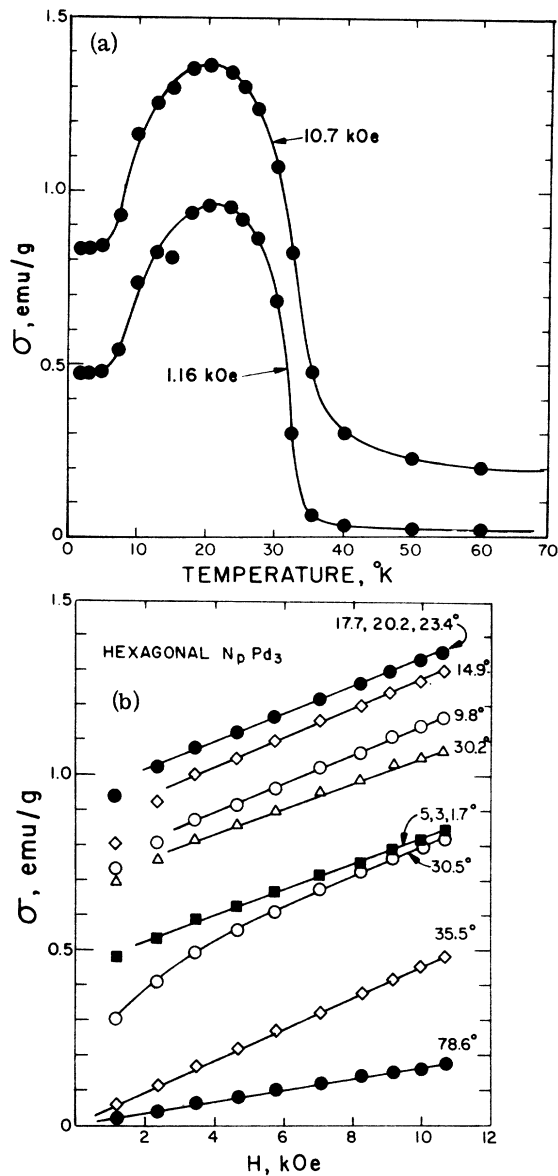 (a)
1.5
1.0
0.5
0
σ, emu/g
10.7 kOe
1.16 kOe
0 10 20 30 40 50 60 70
TEMPERATURE, °K
1.5
1.0
0.5
0
σ, emu/g
HEXAGONAL NpPd3
(b)
17.7, 20.2, 23.4°
14.9°
9.8°
30.2°
5,3,1.7°
30.5°
35.5°
78.6°
2 4 6 8 10 12
H, kOe